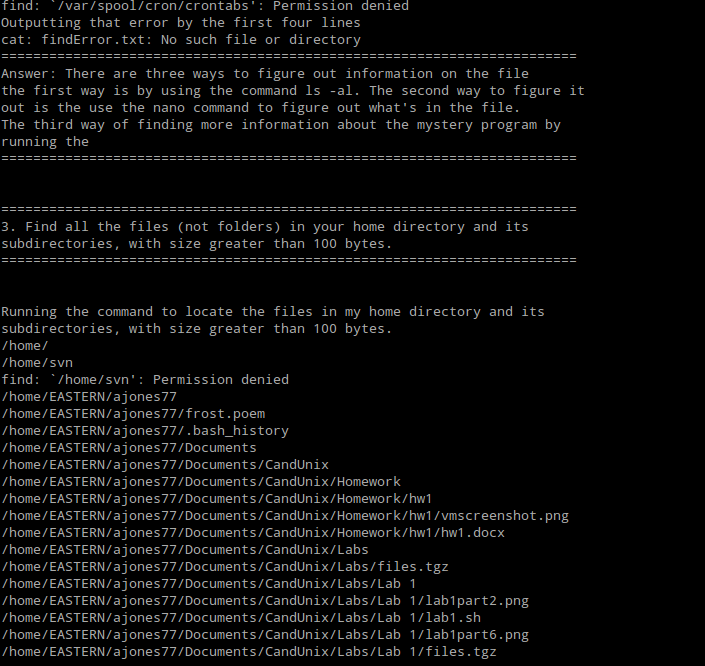 find: `/var/spool/cron/crontabs': Permission denied
Outputting that error by the first four lines
cat: findError.txt: No such file or directory
========================================================================
Answer: There are three ways to figure out information on the file
the first way is by using the command ls -al. The second way to figure it
out is the use the nano command to figure out what's in the file.
The third way of finding more information about the mystery program by
running the
========================================================================
========================================================================
3. Find all the files (not folders) in your home directory and its
subdirectories, with size greater than 100 bytes.
========================================================================
Running the command to locate the files in my home directory and its
subdirectories, with size greater than 100 bytes.
/home/
/home/svn
find: `/home/svn': Permission denied
/home/EASTERN/ajones77
/home/EASTERN/ajones77/frost.poem
/home/EASTERN/ajones77/.bash_history
/home/EASTERN/ajones77/Documents
/home/EASTERN/ajones77/Documents/CandUnix
/home/EASTERN/ajones77/Documents/CandUnix/Homework
/home/EASTERN/ajones77/Documents/CandUnix/Homework/hw1
/home/EASTERN/ajones77/Documents/CandUnix/Homework/hw1/vmscreenshot.png
/home/EASTERN/ajones77/Documents/CandUnix/Homework/hw1/hw1.docx
/home/EASTERN/ajones77/Documents/CandUnix/Labs
/home/EASTERN/ajones77/Documents/CandUnix/Labs/files.tgz
/home/EASTERN/ajones77/Documents/CandUnix/Labs/Lab 1
/home/EASTERN/ajones77/Documents/CandUnix/Labs/Lab 1/lab1part2.png
/home/EASTERN/ajones77/Documents/CandUnix/Labs/Lab 1/lab1.sh
/home/EASTERN/ajones77/Documents/CandUnix/Labs/Lab 1/lab1part6.png
/home/EASTERN/ajones77/Documents/CandUnix/Labs/Lab 1/files.tgz